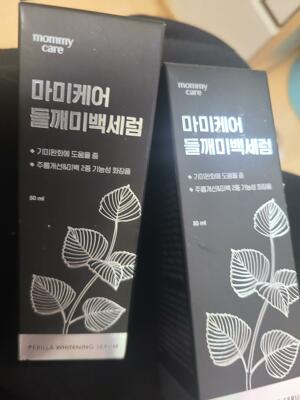 mommy
care
마미케어
들깨미백세럼
기미완화에 도움을 줌
주름개선&미백 2중 기능성 화장품
50 ml
PERILLA WHITENING SERUM
mommy
care
마미케어
들깨미백세럼
기미완화에 도움을 줌
주름개선&미백 2중 기능성 화장품
50 ml